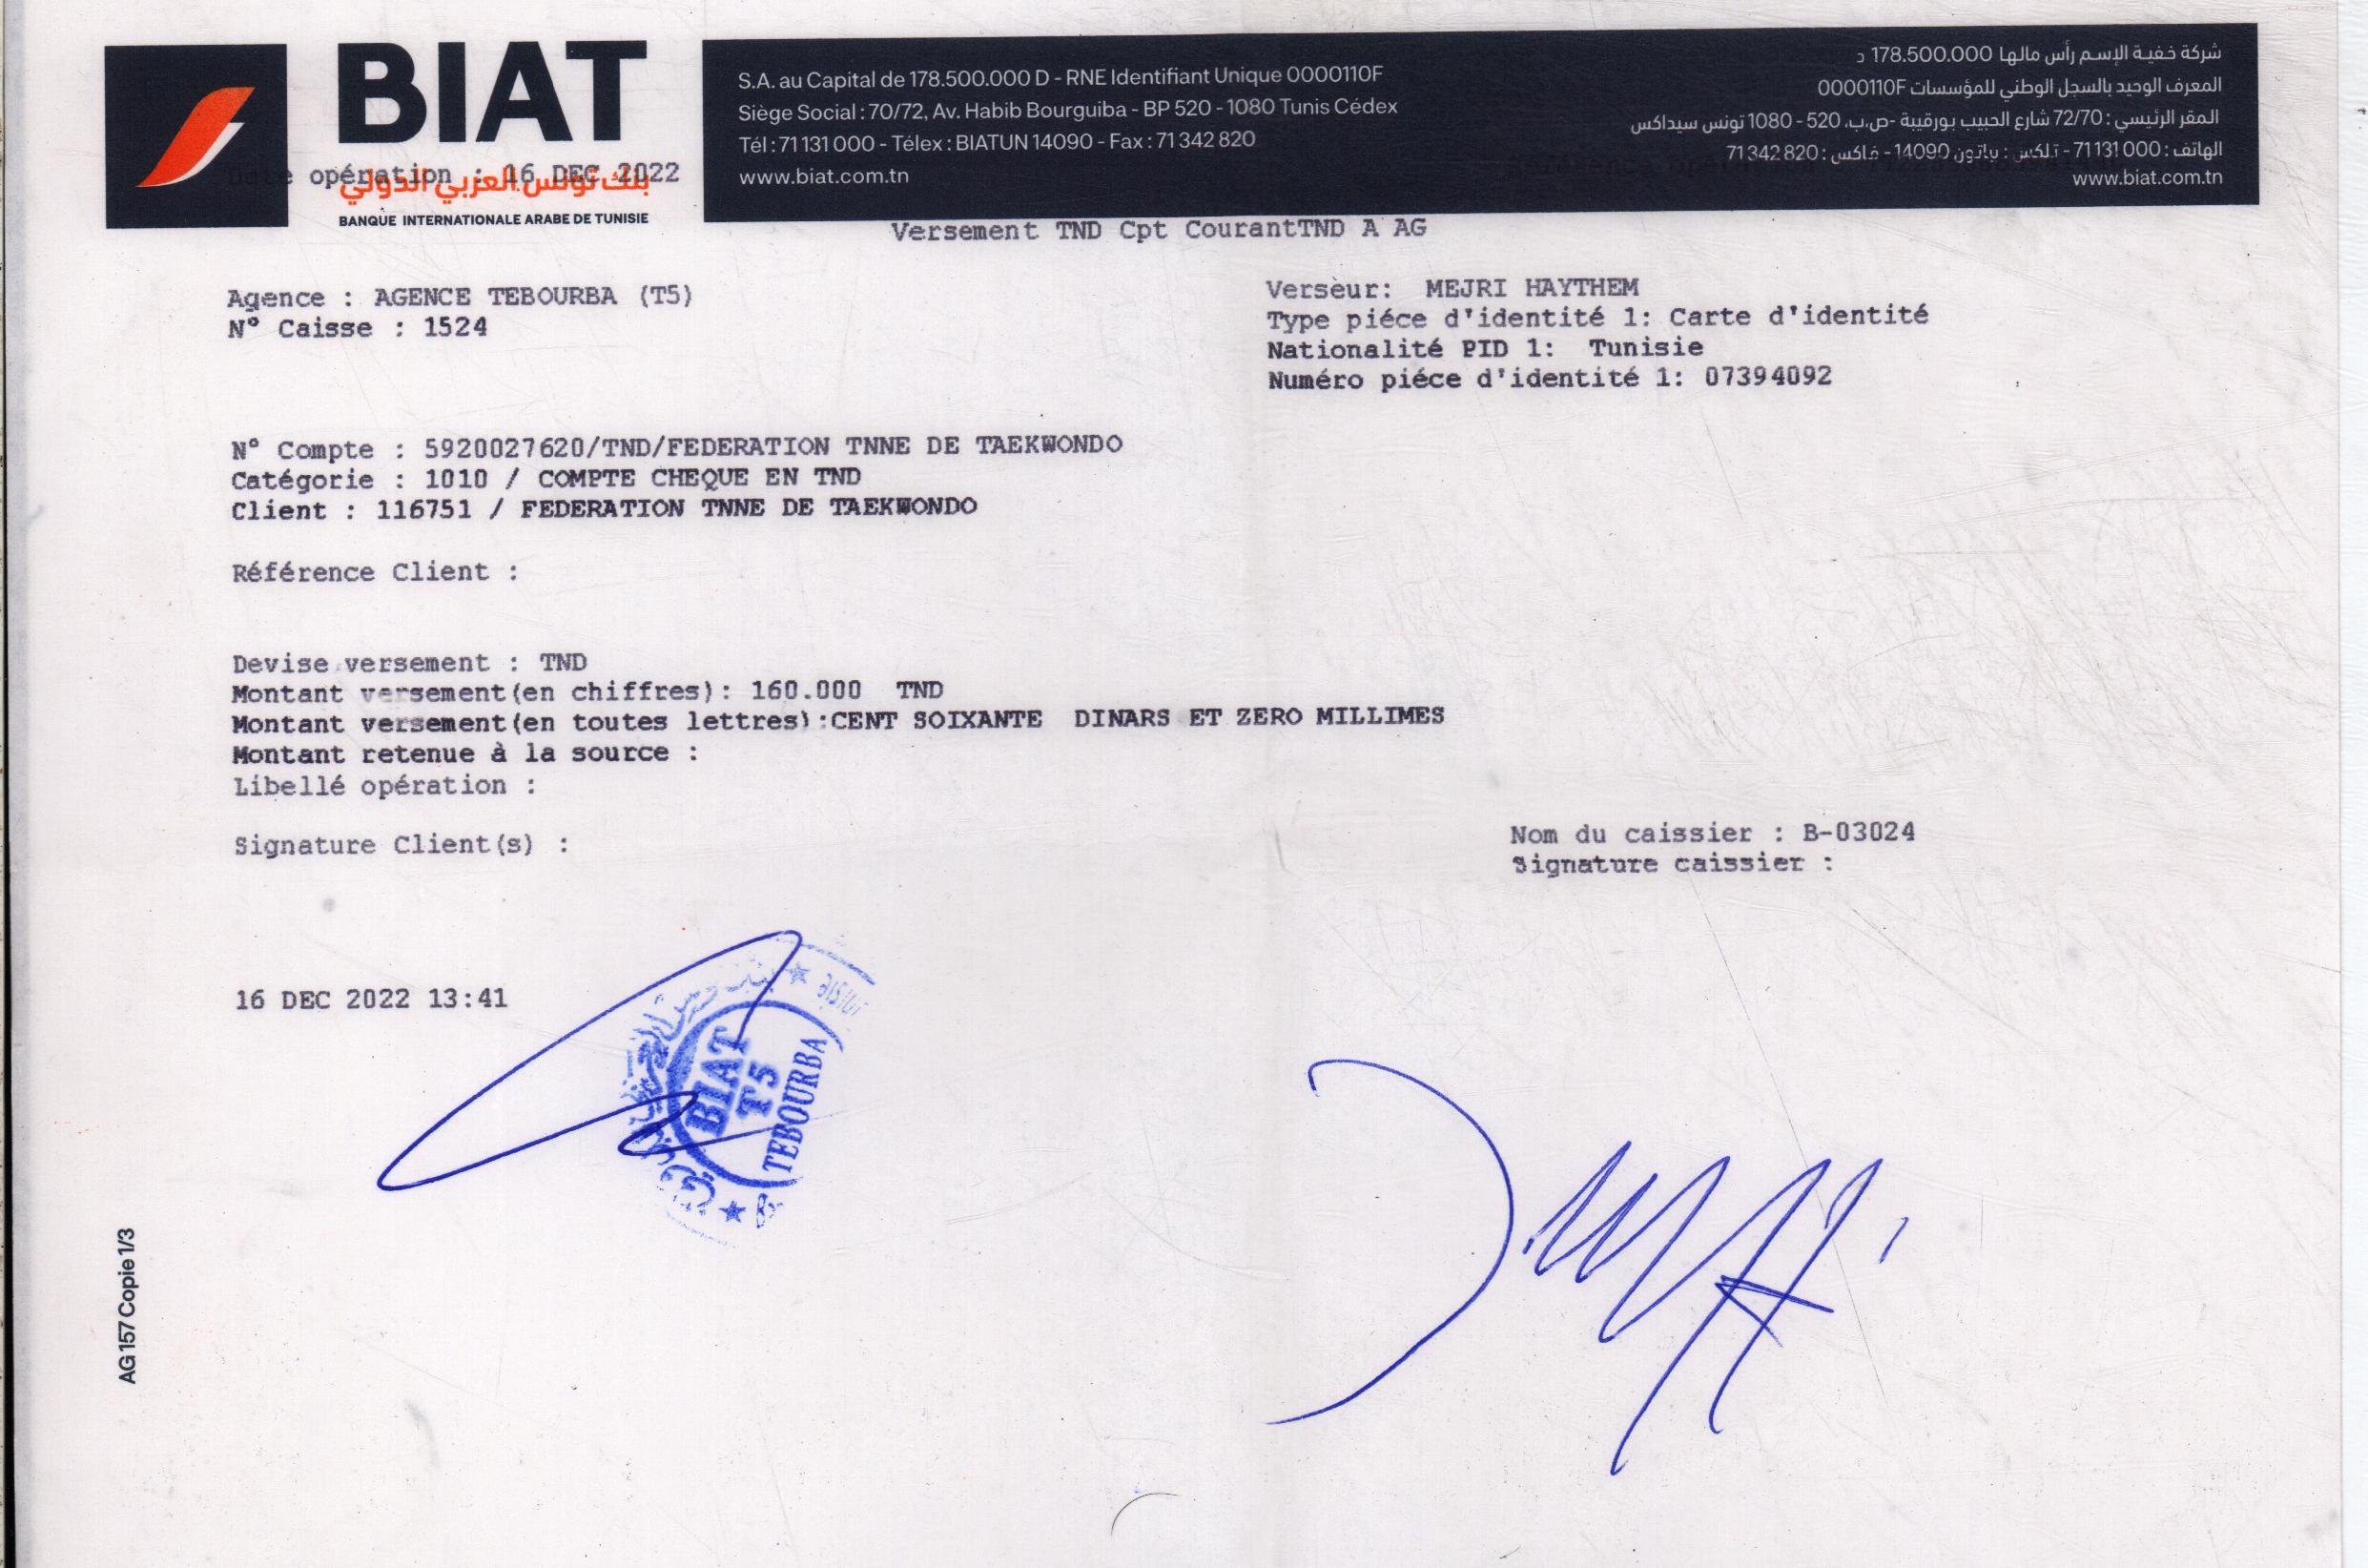 BIAT
بنك تونس العربي الدولي
BANQUE INTERNATIONALE ARABE DE TUNISIE
S.A. au Capital de 178.500.000 D - RNE Identifiant Unique 0000110F
Siège Social : 70/72, Av. Habib Bourguiba - BP 520 - 1080 Tunis Cédex
Tél : 71 131 000 - Télex : BIATUN 14090 - Fax : 71 342 820
www.biat.com.tn
شركة خفية الإسم رأس مالها 178.500.000 د
المعرف الوحيد بالسجل الوطني للمؤسسات 0000110F
المقر الرئيسي : 72/70 شارع الحبيب بورقيبة -ص.ب. 520 - 1080 تونس سيداكس
الهاتف : 71131 000 - تلكس : بياتون 14090 - فاكس : 71 342 820
www.biat.com.tn
Date opération : 16 DEC 2022
Versement TND Cpt CourantTND A AG
Agence : AGENCE TEBOURBA (T5)
N° Caisse : 1524
Verseur: MEJRI HAYTHEM
Type piéce d'identité 1: Carte d'identité
Nationalité PID 1: Tunisie
Numéro piéce d'identité 1: 07394092
N° Compte : 5920027620/TND/FEDERATION TNNE DE TAEKWONDO
Catégorie : 1010 / COMPTE CHEQUE EN TND
Client : 116751 / FEDERATION TNNE DE TAEKWONDO
Référence Client :
Devise versement : TND
Montant versement(en chiffres): 160.000 TND
Montant versement(en toutes lettres):CENT SOIXANTE DINARS ET ZERO MILLIMES
Montant retenue à la source :
Libellé opération :
Signature Client(s) :
Nom du caissier : B-03024
Signature caissier :
16 DEC 2022 13:41
BIAT
T5
TEBOURBA
AG 157 Copie 1/3